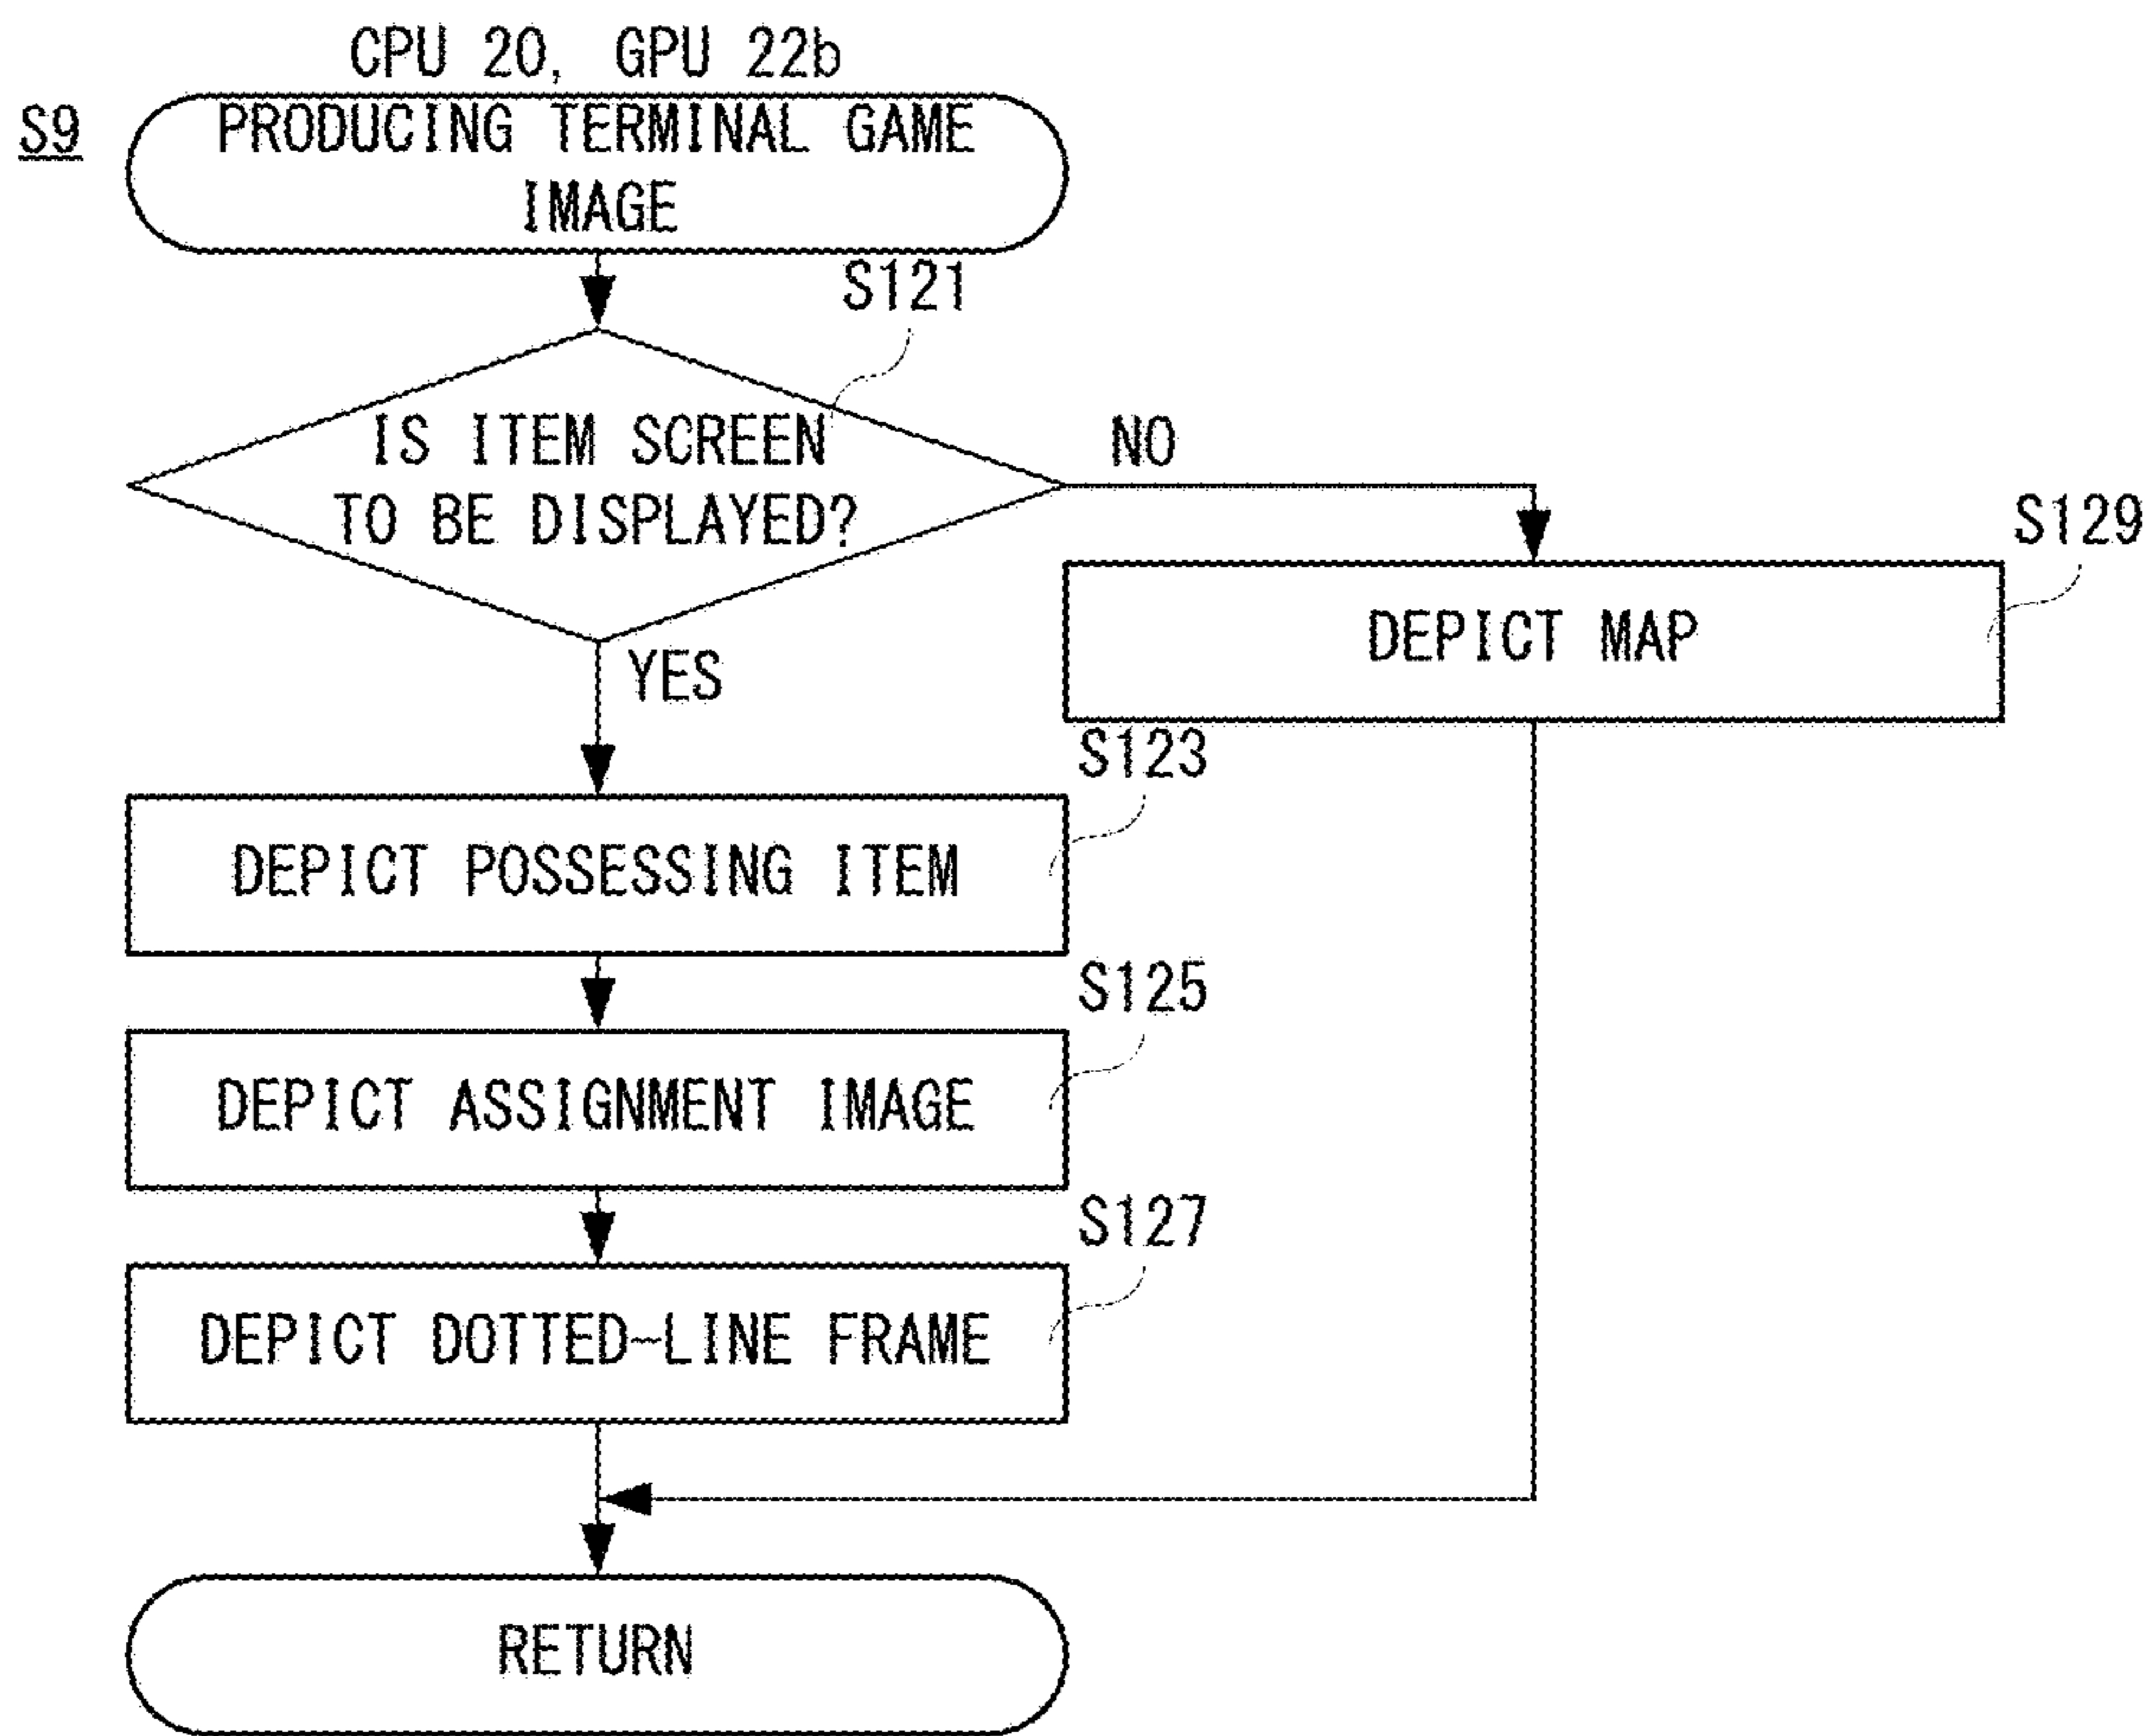 CPU 20, GPU 22b
S9
PRODUCING TERMINAL GAME
IMAGE
S121
IS ITEM SCREEN
TO BE DISPLAYED?
NO
S129
DEPICT MAP
YES
S123
DEPICT POSSESSING ITEM
S125
DEPICT ASSIGNMENT IMAGE
S127
DEPICT DOTTED-LINE FRAME
RETURN